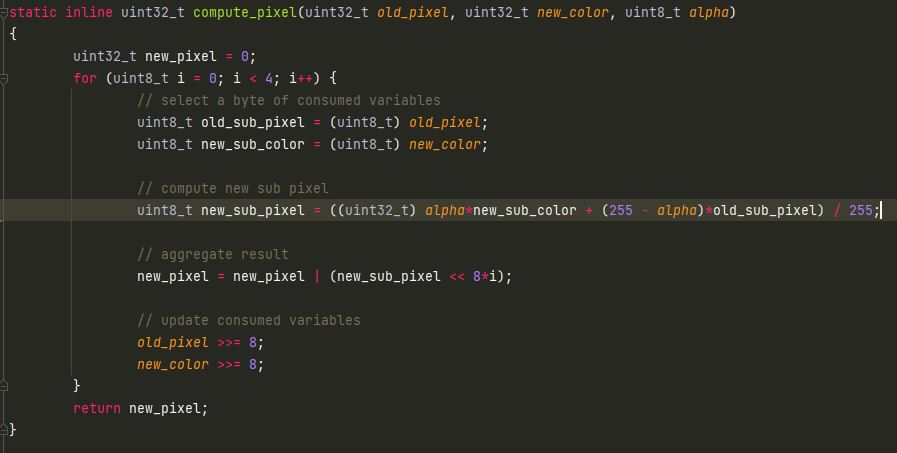 static inline uint32_t compute_pixel(uint32_t old_pixel, uint32_t new_color, uint8_t alpha)
{
        uint32_t new_pixel = 0;
        for (uint8_t i = 0; i < 4; i++) {
                // select a byte of consumed variables
                uint8_t old_sub_pixel = (uint8_t) old_pixel;
                uint8_t new_sub_color = (uint8_t) new_color;

                // compute new sub pixel
                uint8_t new_sub_pixel = ((uint32_t) alpha*new_sub_color + (255 - alpha)*old_sub_pixel) / 255;

                // aggregate result
                new_pixel = new_pixel | (new_sub_pixel << 8*i);

                // update consumed variables
                old_pixel >>= 8;
                new_color >>= 8;
        }
        return new_pixel;
}